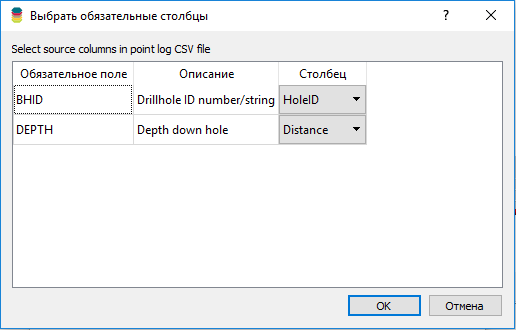 Выбрать обязательные столбцы
Select source columns in point log CSV file
Обязательное поле Описание Столбец
BHID Drillhole ID number/string HoleID
DEPTH Depth down hole Distance
OK Отмена